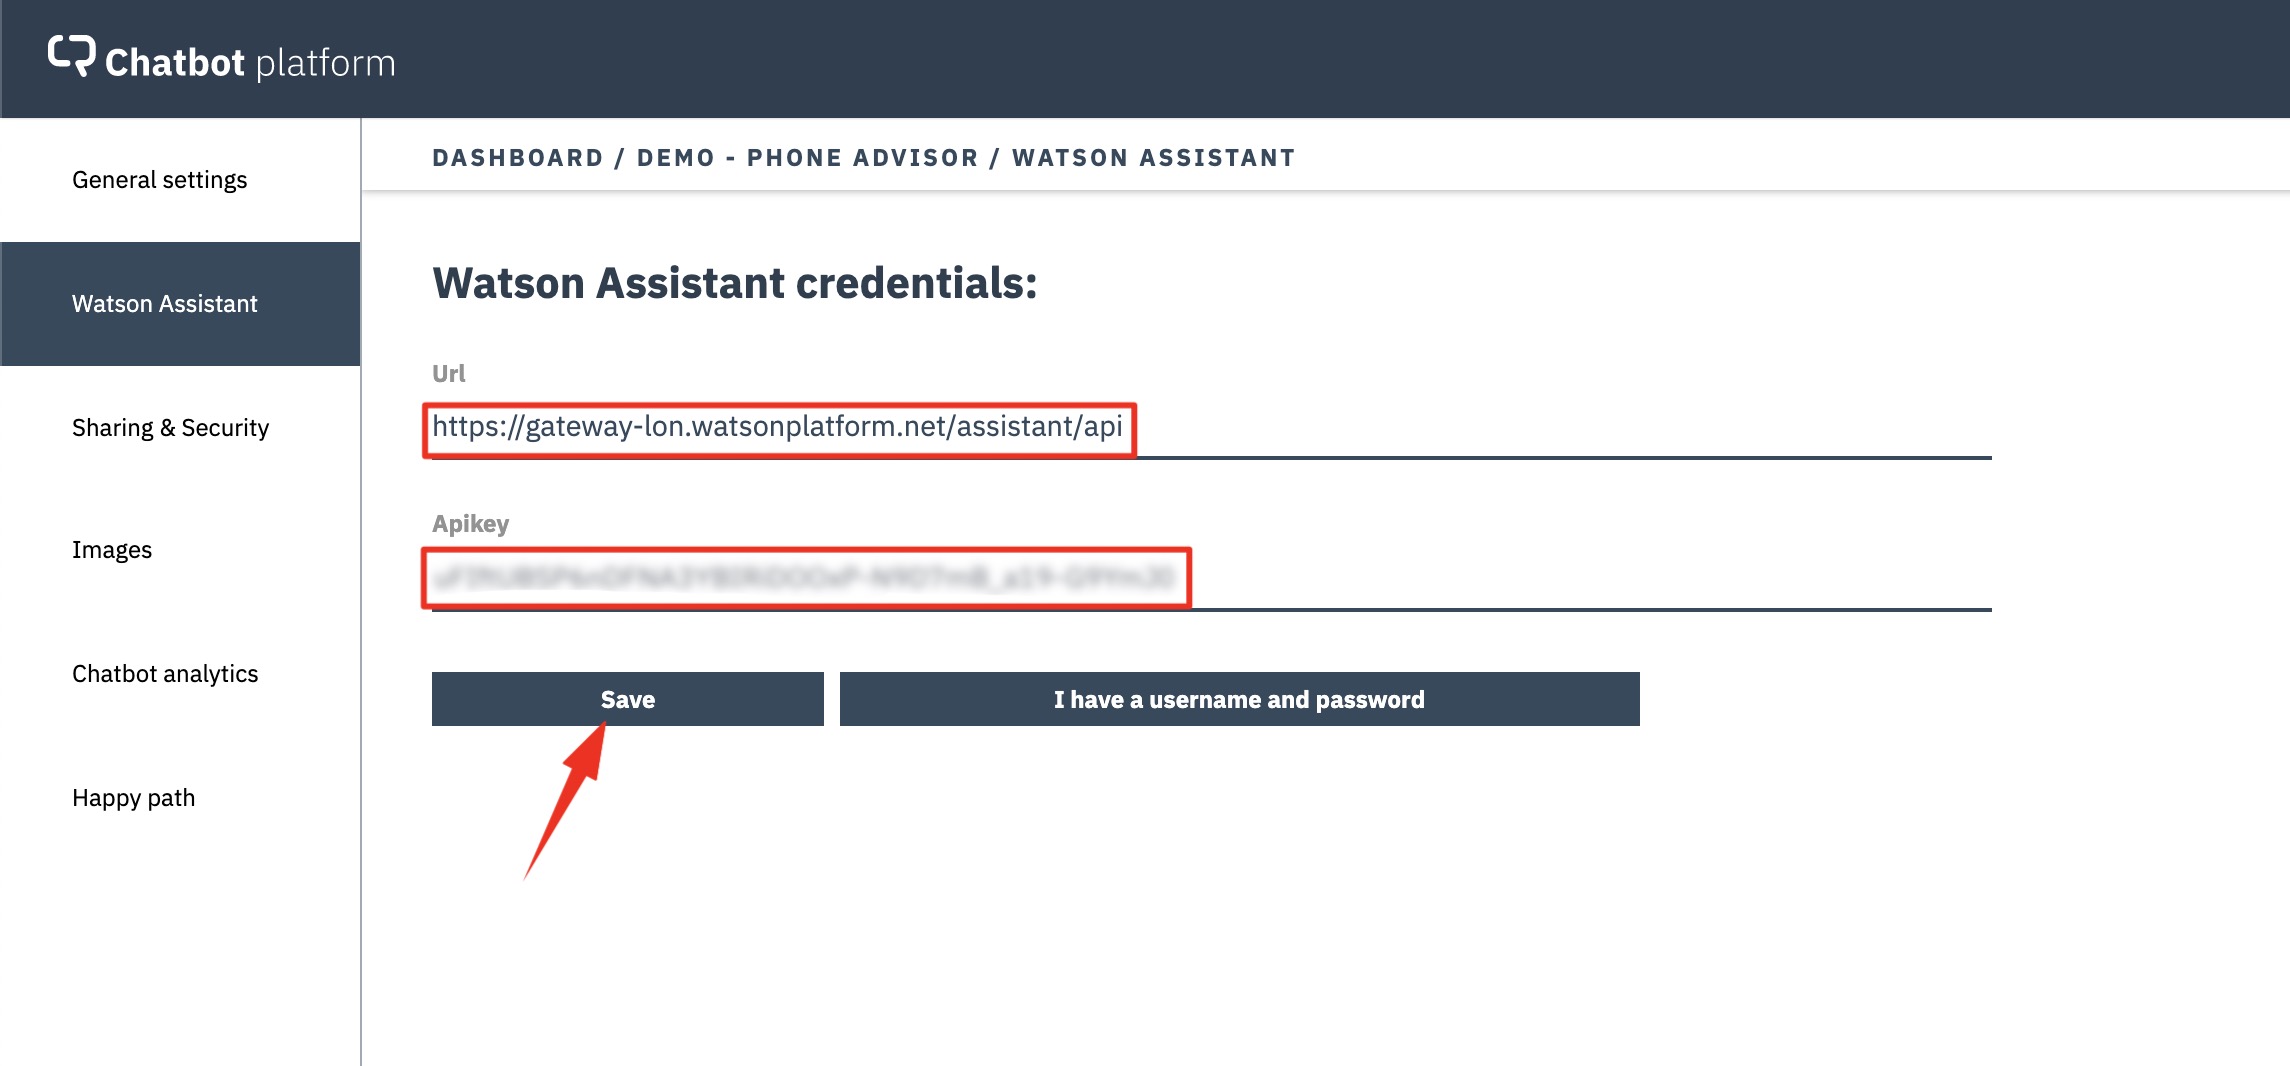 Chatbot platform
General settings
Watson Assistant
Sharing & Security
Images
Chatbot analytics
Happy path
DASHBOARD / DEMO - PHONE ADVISOR / WATSON ASSISTANT
Watson Assistant credentials:
Url
https://gateway-lon.watsonplatform.net/assistant/api
Apikey
Save
I have a username and password